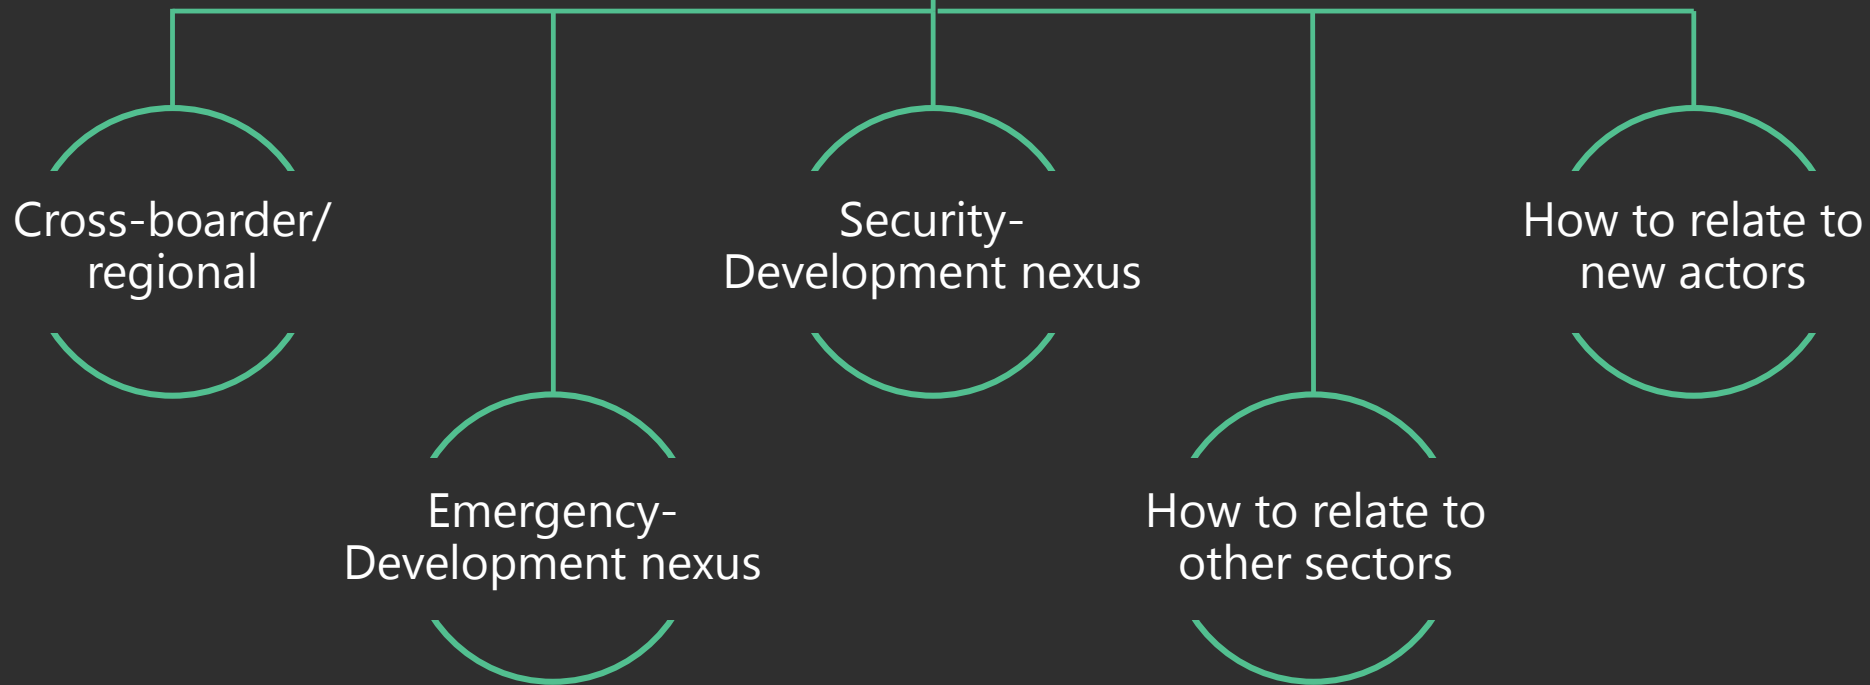 Cross-boarder/
regional
Emergency-
Development nexus
Security-
Development nexus
How to relate to
other sectors
How to relate to
new actors